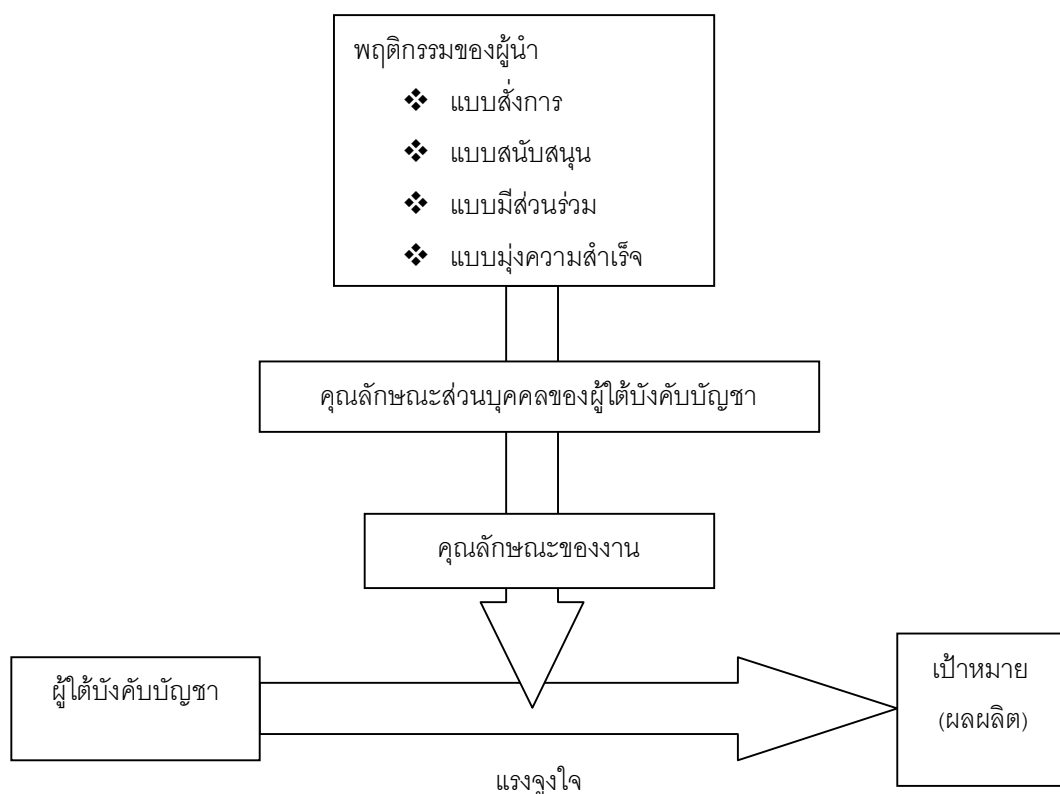 พฤติกรรมของผู้นำ
❖ แบบสั่งการ
❖ แบบสนับสนุน
❖ แบบมีส่วนร่วม
❖ แบบมุ่งความสำเร็จ
คุณลักษณะส่วนบุคคลของผู้ใต้บังคับบัญชา
คุณลักษณะของงาน
ผู้ใต้บังคับบัญชา
เป้าหมาย
(ผลผลิต)
แรงจูงใจ